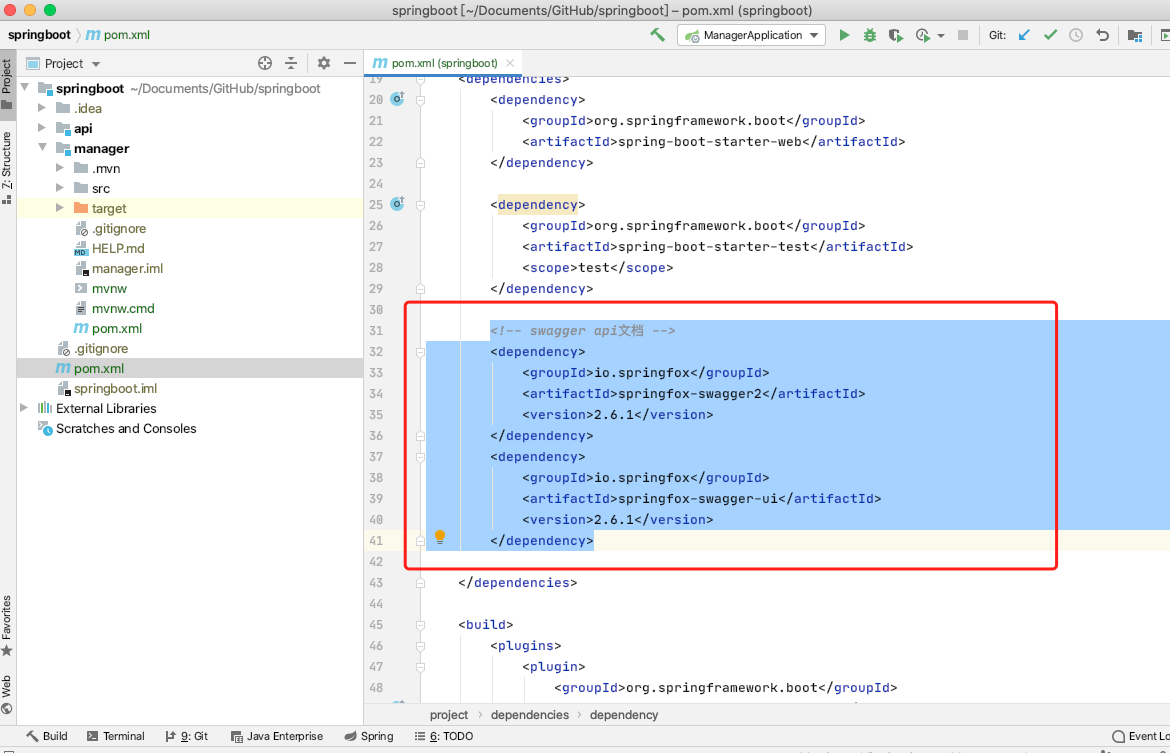 springboot [~/Documents/GitHub/springboot] – pom.xml (springboot)
springboot 〉 pom.xml
ManagerApplication
Git:
Project
pom.xml (springboot)
1: Project
Z: Structure
Favorites
Web
springboot ~/Documents/GitHub/springboot
.idea
api
manager
.mvn
src
target
.gitignore
HELP.md
manager.iml
mvnw
mvnw.cmd
pom.xml
.gitignore
pom.xml
springboot.iml
External Libraries
Scratches and Consoles
19 <dependencies>
20 <dependency>
21 <groupId>org.springframework.boot</groupId>
22 <artifactId>spring-boot-starter-web</artifactId>
23 </dependency>
24
25 <dependency>
26 <groupId>org.springframework.boot</groupId>
27 <artifactId>spring-boot-starter-test</artifactId>
28 <scope>test</scope>
29 </dependency>
30
31 <!-- swagger api文档 -->
32 <dependency>
33 <groupId>io.springfox</groupId>
34 <artifactId>springfox-swagger2</artifactId>
35 <version>2.6.1</version>
36 </dependency>
37 <dependency>
38 <groupId>io.springfox</groupId>
39 <artifactId>springfox-swagger-ui</artifactId>
40 <version>2.6.1</version>
41 </dependency>
42
43 </dependencies>
44
45 <build>
46 <plugins>
47 <plugin>
48 <groupId>org.springframework.boot</groupId>
project › dependencies › dependency
Build
Terminal
9: Git
Java Enterprise
Spring
6: TODO
Event Lo